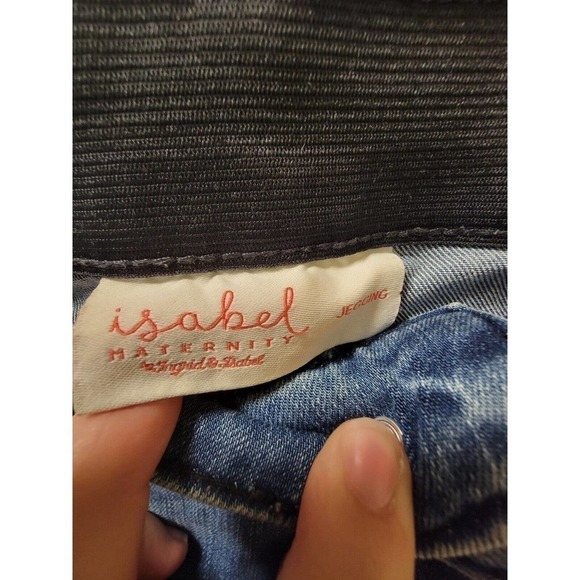 isabel
MATERNITY
by Ingrid & Isabel
JEGGING